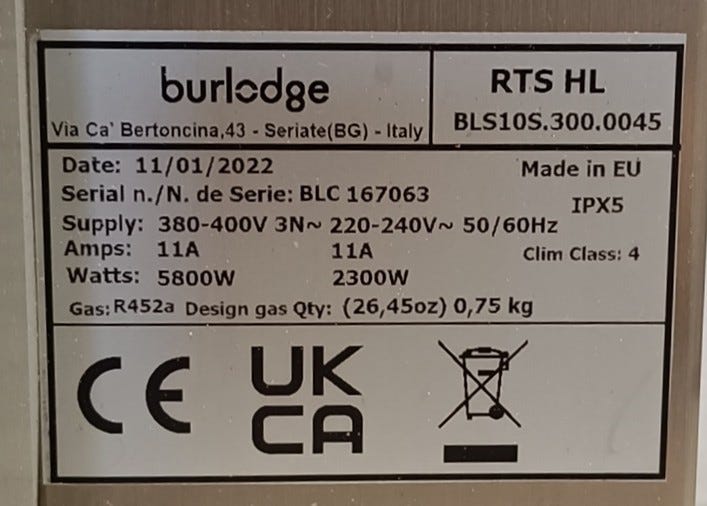 burlodge
Via Ca' Bertoncina,43 - Seriate(BG) - Italy
RTS HL
BLS10S.300.0045
Date: 11/01/2022
Made in EU
Serial n./N. de Serie: BLC 167063
IPX5
Supply: 380-400V 3N~ 220-240V~ 50/60Hz
Amps: 11A 11A
Clim Class: 4
Watts: 5800W 2300W
Gas: R452a Design gas Qty: (26,45oz) 0,75 kg
CE
UK
CA